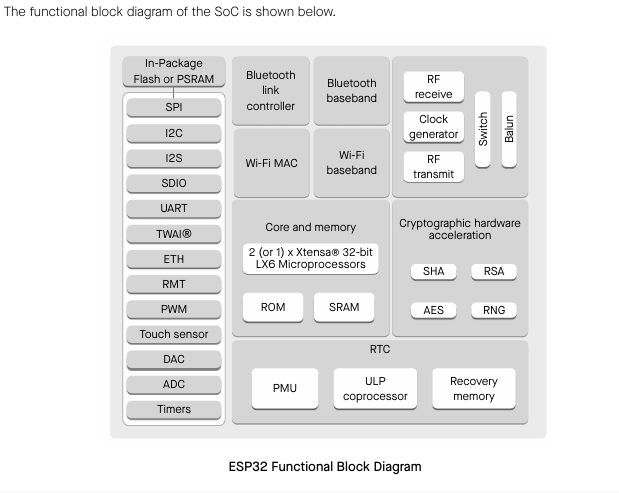 The functional block diagram of the SoC is shown below.
In-Package
Flash or PSRAM
SPI
I2C
I2S
SDIO
UART
TWAI®
ETH
RMT
PWM
Touch sensor
DAC
ADC
Timers
Bluetooth
link
controller
Bluetooth
baseband
Wi-Fi MAC
Wi-Fi
baseband
RF
receive
Clock
generator
RF
transmit
Switch
Balun
Core and memory
2 (or 1) x Xtensa® 32-bit
LX6 Microprocessors
ROM
SRAM
Cryptographic hardware
acceleration
SHA
RSA
AES
RNG
RTC
PMU
ULP
coprocessor
Recovery
memory
ESP32 Functional Block Diagram